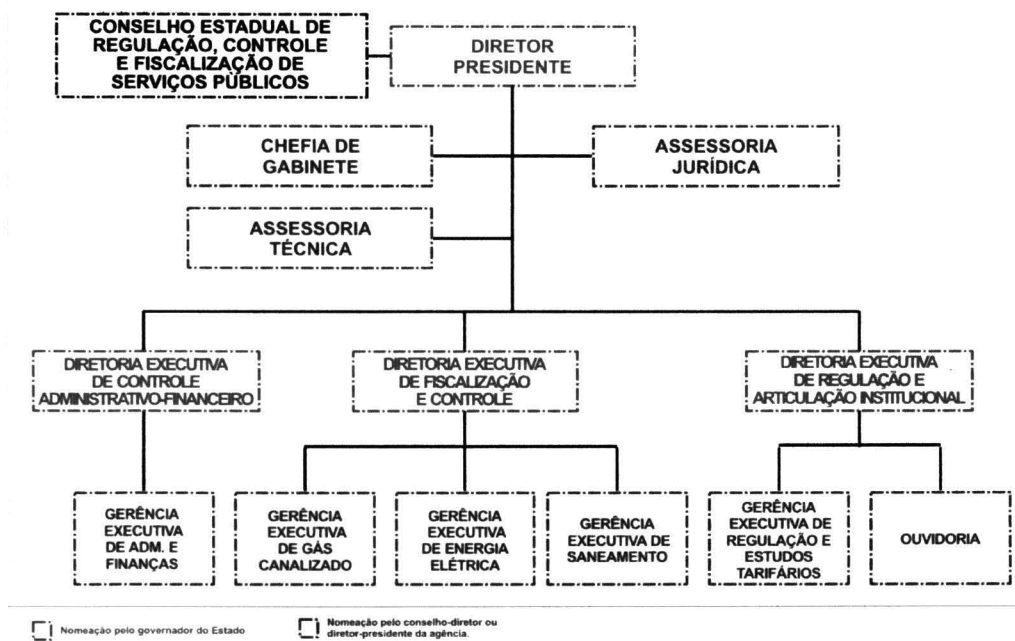 CONSELHO ESTADUAL DE
REGULAÇÃO, CONTROLE
E FISCALIZAÇÃO DE
SERVIÇOS PÚBLICOS
DIRETOR
PRESIDENTE
CHEFIA DE
GABINETE
ASSESSORIA
JURÍDICA
ASSESSORIA
TÉCNICA
DIRETORIA EXECUTIVA
DE CONTROLE
ADMINISTRATIVO-FINANCEIRO
DIRETORIA EXECUTIVA
DE FISCALIZAÇÃO
E CONTROLE
DIRETORIA EXECUTIVA
DE REGULAÇÃO E
ARTICULAÇÃO INSTITUCIONAL
GERÊNCIA
EXECUTIVA
DE ADM. E
FINANÇAS
GERÊNCIA
EXECUTIVA
DE GÁS
CANALIZADO
GERÊNCIA
EXECUTIVA
DE ENERGIA
ELÉTRICA
GERÊNCIA
EXECUTIVA DE
SANEAMENTO
GERÊNCIA
EXECUTIVA DE
REGULAÇÃO E
ESTUDOS
TARIFÁRIOS
OUVIDORIA
Nomeação pelo governador do Estado
Nomeação pelo conselho-diretor ou
diretor-presidente da agência.